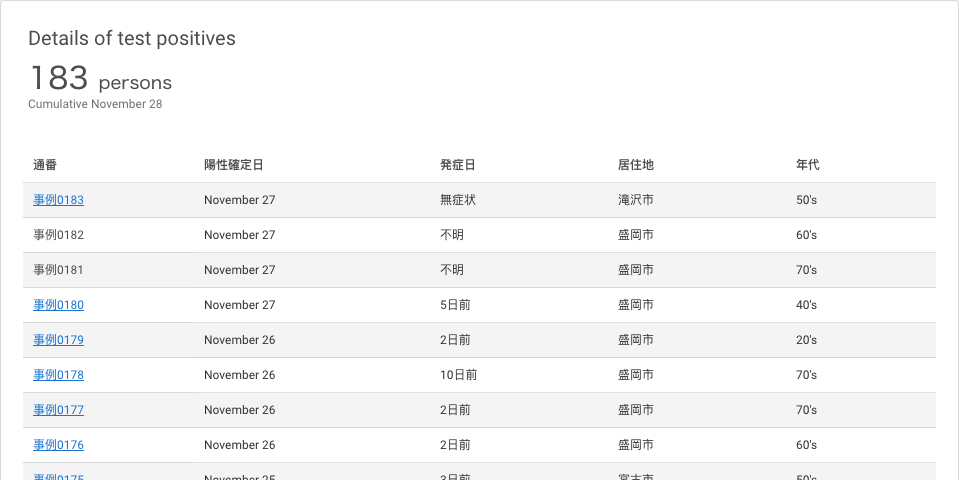 Details of test positives
183 persons
Cumulative November 28
通番 陽性確定日 発症日 居住地 年代
事例0183 November 27 無症状 滝沢市 50's
事例0182 November 27 不明 盛岡市 60's
事例0181 November 27 不明 盛岡市 70's
事例0180 November 27 5日前 盛岡市 40's
事例0179 November 26 2日前 盛岡市 20's
事例0178 November 26 10日前 盛岡市 70's
事例0177 November 26 2日前 盛岡市 70's
事例0176 November 26 2日前 盛岡市 60's
事例0175 November 25 3日前 宮古市 50's